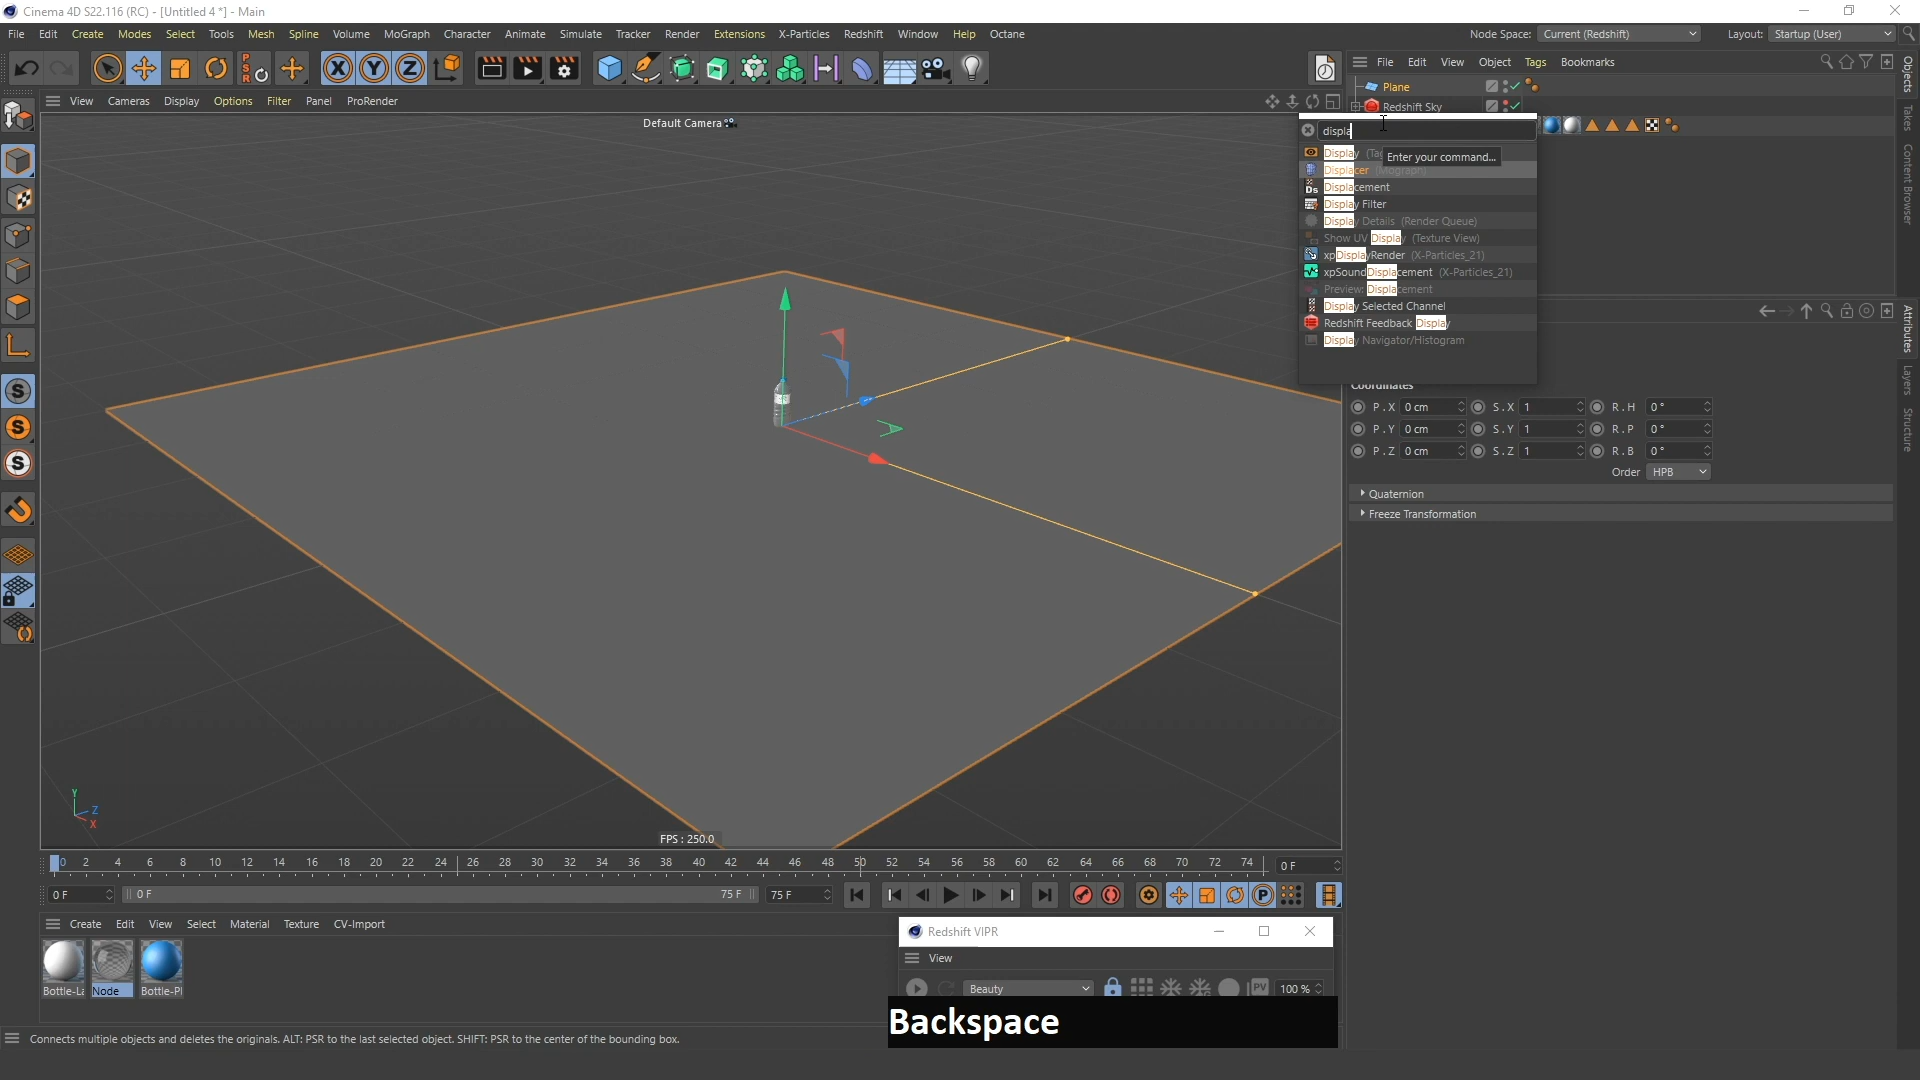 Cinema 4D S22.116 (RC) - [Untitled 4 *] - Main
File Edit Create Modes Select Tools Mesh Spline Volume MoGraph Character Animate Simulate Tracker Render Extensions X-Particles Redshift Window Help Octane Node Space: Current (Redshift) Layout: Startup (User)
PSR X Y Z File Edit View Object Tags Bookmarks
View Cameras Display Options Filter Panel ProRender
Plane
Redshift Sky
Default Camera
displa
Display
Enter your command...
Displacer (Mograph)
Displacement
Display Filter
Display Details (Render Queue)
Show UV Display (Texture View)
xpDisplayRender (X-Particles_21)
xpSoundDisplacement (X-Particles_21)
Preview: Displacement
Display Selected Channel
Redshift Feedback Display
Display Navigator/Histogram
Objects
Takes
Content Browser
Attributes
Layers
Structure
Coordinates
P . X 0 cm S . X 1 R . H 0 °
P . Y 0 cm S . Y 1 R . P 0 °
P . Z 0 cm S . Z 1 R . B 0 °
Order HPB
Quaternion
Freeze Transformation
Y
Z
X
FPS : 250.0
0 2 4 6 8 10 12 14 16 18 20 22 24 26 28 30 32 34 36 38 40 42 44 46 48 50 52 54 56 58 60 62 64 66 68 70 72 74 0 F
0 F 0 F 75 F 75 F
Create Edit View Select Material Texture CV-Import
Redshift VIPR
View
Bottle-La Node Bottle-Pl
Beauty PV 100 %
Backspace
Connects multiple objects and deletes the originals. ALT: PSR to the last selected object. SHIFT: PSR to the center of the bounding box.